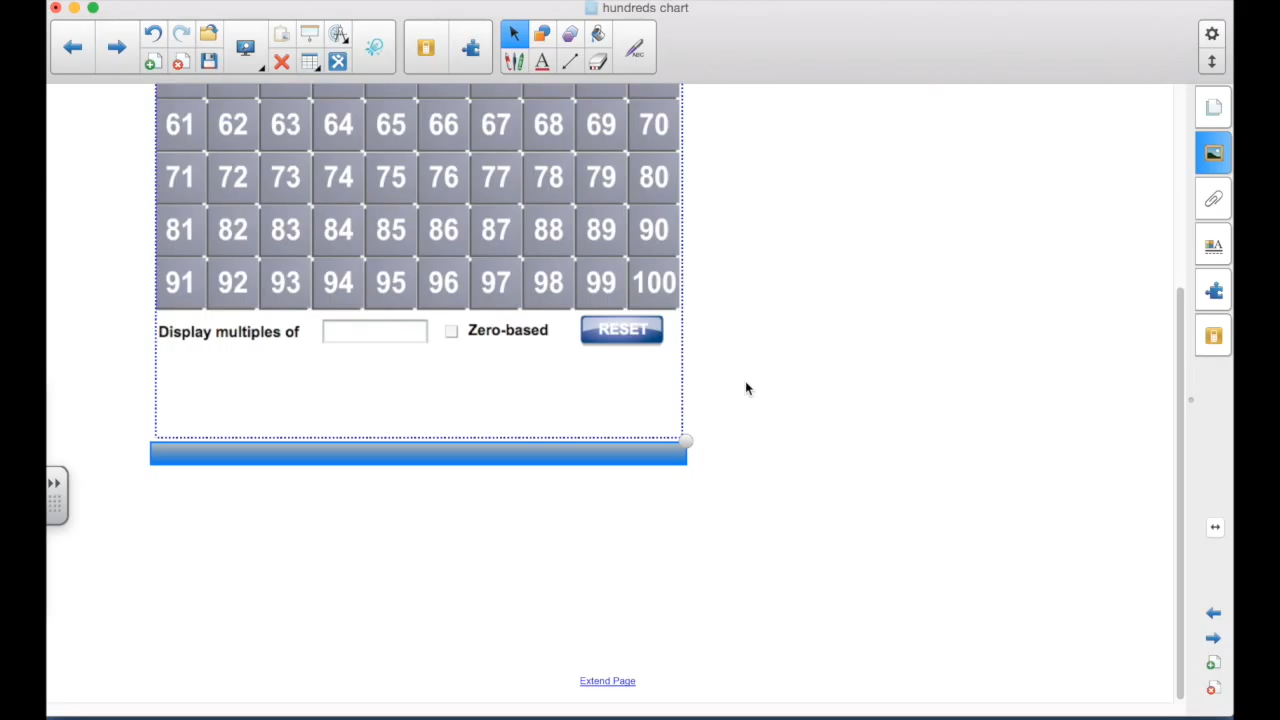 hundreds chart
ABC
A
A
61 62 63 64 65 66 67 68 69 70
71 72 73 74 75 76 77 78 79 80
81 82 83 84 85 86 87 88 89 90
91 92 93 94 95 96 97 98 99 100
Display multiples of Zero-based RESET
Extend Page